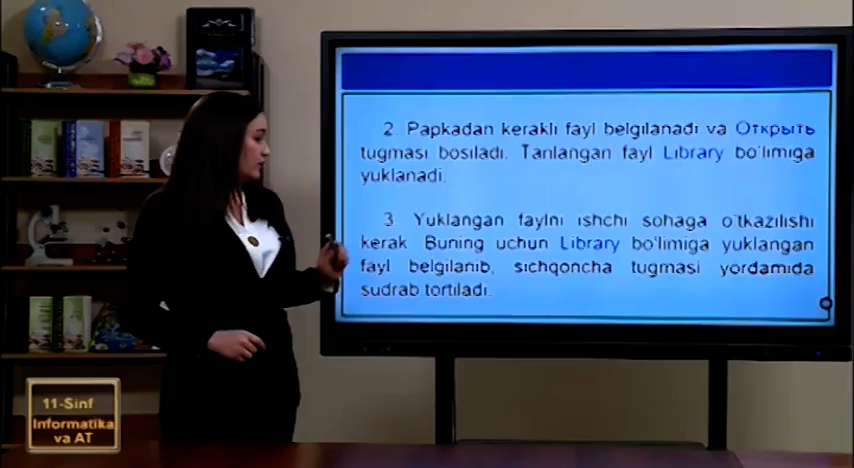 2. Papkadan kerakli fayl belgilanadi va Открыть
tugmasi bosiladi. Tanlangan fayl Library bo'limiga
yuklanadi.
3. Yuklangan faylni ishchi sohaga o'tkazilishi
kerak Buning uchun Library bo'limiga yuklangan
fayl belgilanib, sichqoncha tugmasi yordamida
sudrab tortiladi.
11-Sinf
Informatika
va AT